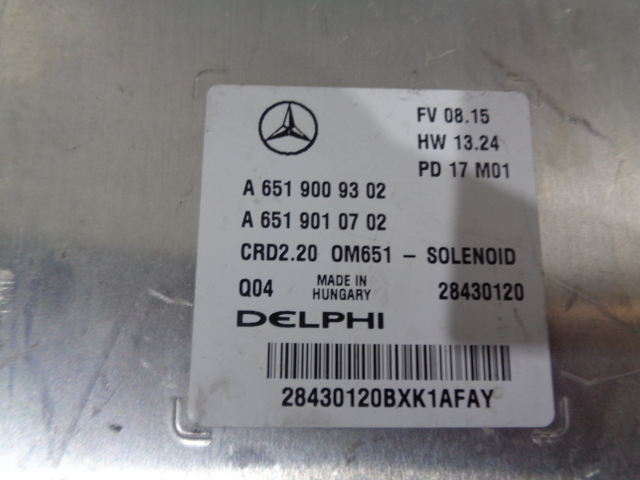 FV 08.15
HW 13.24
PD 17 M01
A 651 900 93 02
A 651 901 07 02
CRD2.20 OM651 – SOLENOID
Q04 MADE IN HUNGARY 28430120
DELPHI
28430120BXK1AFAY